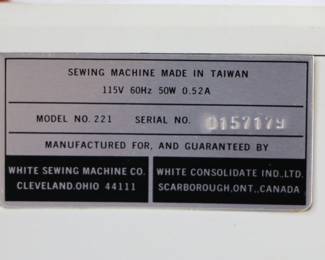 SEWING MACHINE MADE IN TAIWAN
115V 60Hz 50W 0.52A
MODEL NO. 221 SERIAL NO. 0157179
MANUFACTURED FOR, AND GUARANTEED BY
WHITE SEWING MACHINE CO.
CLEVELAND.OHIO 44111
WHITE CONSOLIDATE IND.,LTD.
SCARBOROUGH,ONT.,CANADA